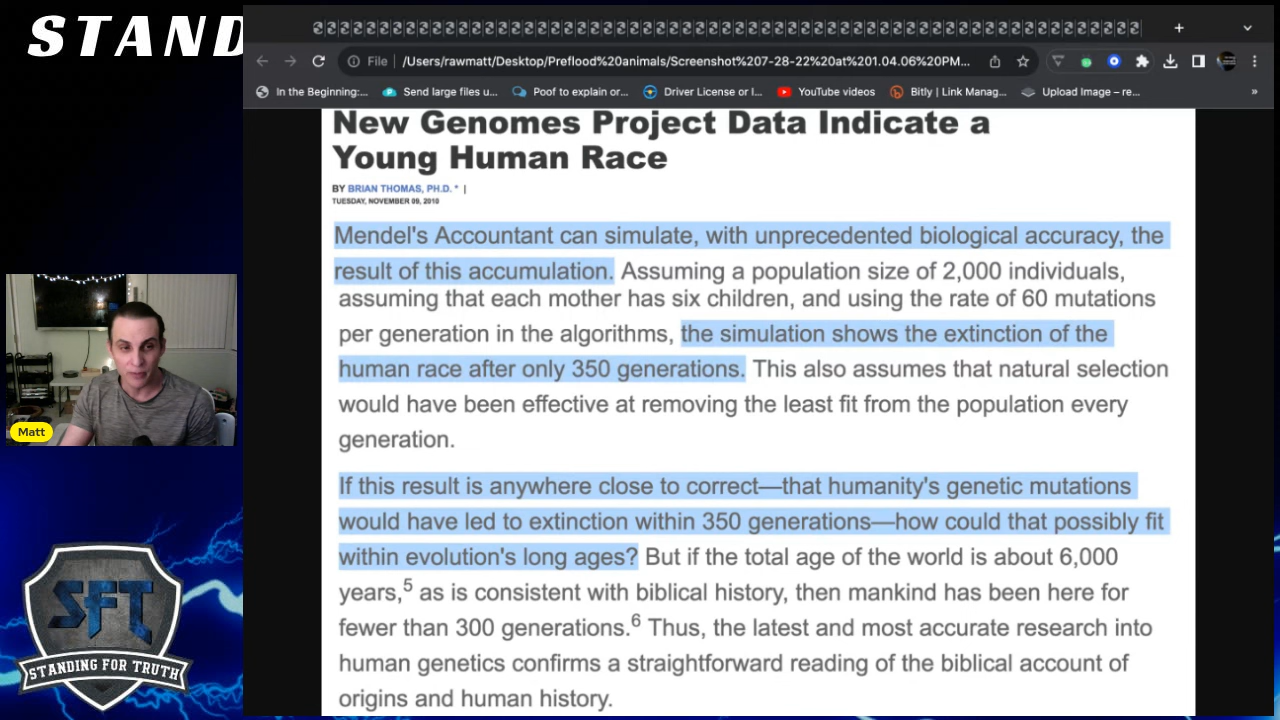 STAND
File
/Users/rawmatt/Desktop/Preflood%20animals/Screenshot%207-28-22%20at%201.04.06%20PM...
In the Beginning:...
Send large files u...
Poof to explain or...
Driver License or I...
YouTube videos
Bitly | Link Manag...
Upload Image – re...
»
New Genomes Project Data Indicate a
Young Human Race
BY BRIAN THOMAS, PH.D. * |
TUESDAY, NOVEMBER 09, 2010
Mendel's Accountant can simulate, with unprecedented biological accuracy, the
result of this accumulation. Assuming a population size of 2,000 individuals,
assuming that each mother has six children, and using the rate of 60 mutations
per generation in the algorithms, the simulation shows the extinction of the
human race after only 350 generations. This also assumes that natural selection
would have been effective at removing the least fit from the population every
generation.
If this result is anywhere close to correct—that humanity's genetic mutations
would have led to extinction within 350 generations—how could that possibly fit
within evolution's long ages? But if the total age of the world is about 6,000
years,5 as is consistent with biblical history, then mankind has been here for
fewer than 300 generations.6 Thus, the latest and most accurate research into
human genetics confirms a straightforward reading of the biblical account of
origins and human history.
Matt
SFT
STANDING FOR TRUTH